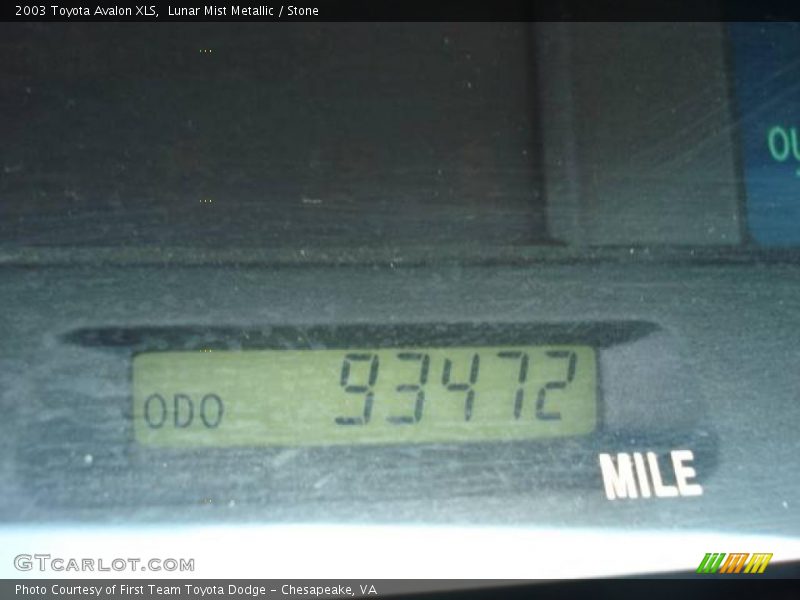 2003 Toyota Avalon XLS,  Lunar Mist Metallic / Stone
OU
ODO 93472
MILE
GTCARLOT.COM
Photo Courtesy of First Team Toyota Dodge - Chesapeake, VA